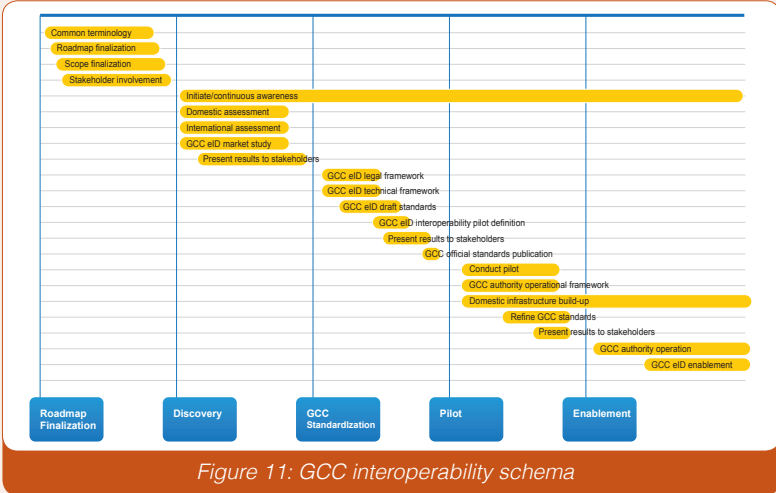 Common terminology
Roadmap finalization
Scope finalization
Stakeholder involvement
Initiate/continuous awareness
Domestic assessment
International assessment
GCC eID market study
Present results to stakeholders
GCC eID legal framework
GCC eID technical framework
GCC eID draft standards
GCC eID interoperability pilot definition
Present results to stakeholders
GCC official standards publication
Conduct pilot
GCC authority operational framework
Domestic infrastructure build-up
Refine GCC standards
Present results to stakeholders
GCC authority operation
GCC eID enablement
Roadmap
Finalization
Discovery
GCC
Standardization
Pilot
Enablement
Figure 11: GCC interoperability schema